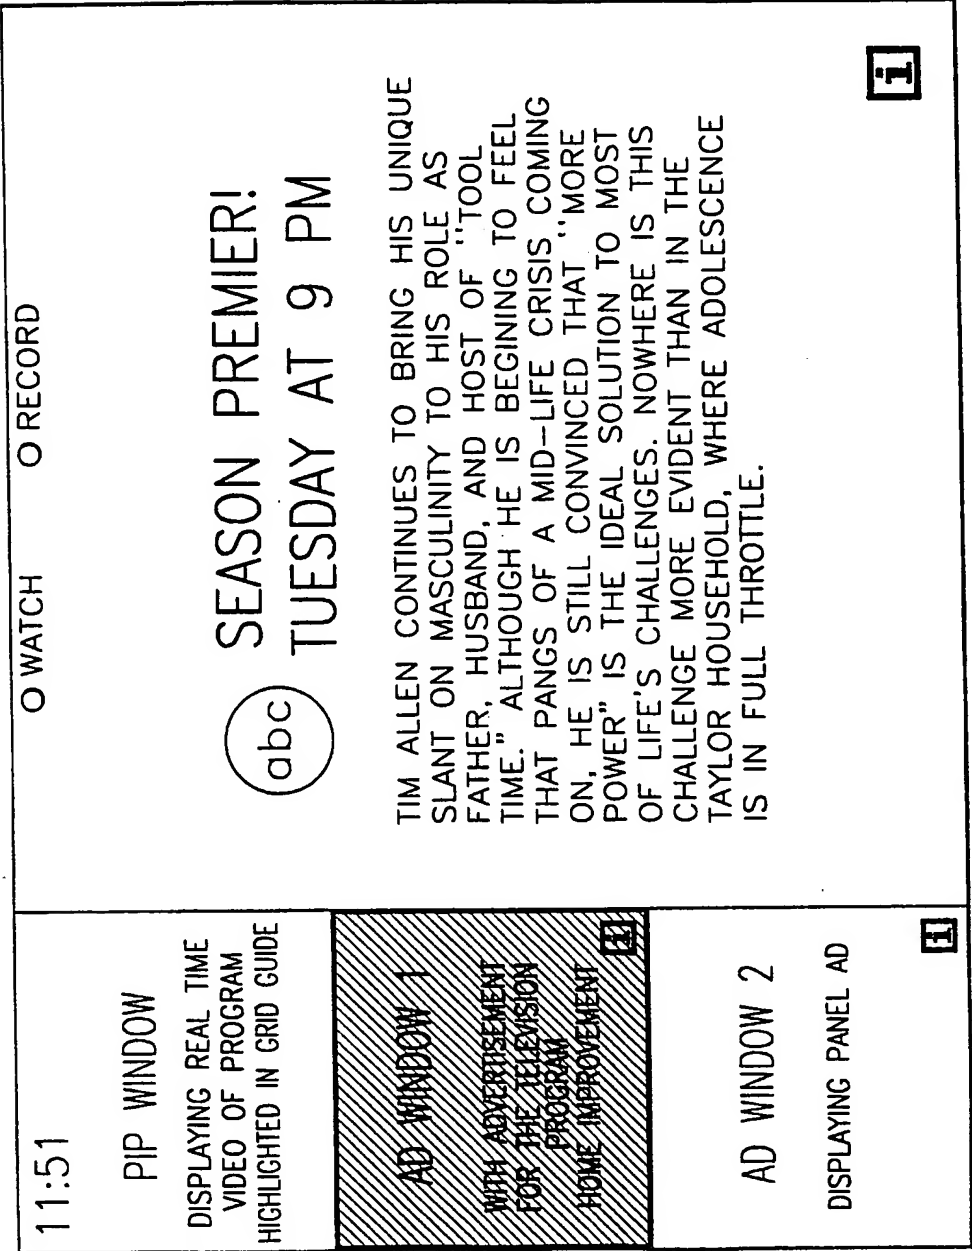 11:51
PIP WINDOW
DISPLAYING REAL TIME
VIDEO OF PROGRAM
HIGHLIGHTED IN GRID GUIDE
AD WINDOW 1
WITH ADVERTISEMENT
FOR THE TELEVISION
PROGRAM
HOME IMPROVEMENT
i
AD WINDOW 2
DISPLAYING PANEL AD
i
O WATCH O RECORD
abc
SEASON PREMIER!
TUESDAY AT 9 PM
TIM ALLEN CONTINUES TO BRING HIS UNIQUE
SLANT ON MASCULINITY TO HIS ROLE AS
FATHER, HUSBAND, AND HOST OF "TOOL
TIME." ALTHOUGH HE IS BEGINING TO FEEL
THAT PANGS OF A MID-LIFE CRISIS COMING
ON, HE IS STILL CONVINCED THAT "MORE
POWER" IS THE IDEAL SOLUTION TO MOST
OF LIFE'S CHALLENGES. NOWHERE IS THIS
CHALLENGE MORE EVIDENT THAN IN THE
TAYLOR HOUSEHOLD, WHERE ADOLESCENCE
IS IN FULL THROTTLE.
i